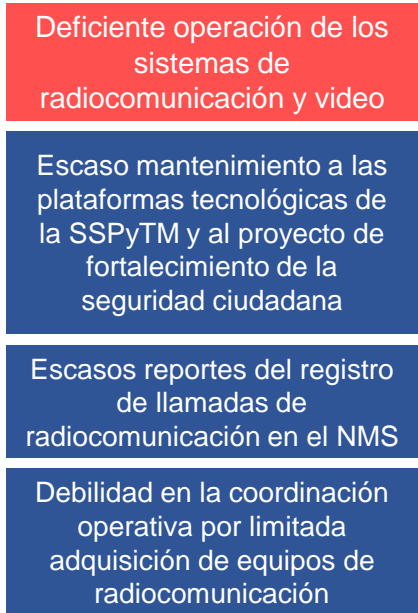 Deficiente operación de los
sistemas de
radiocomunicación y video
Escaso mantenimiento a las
plataformas tecnológicas de
la SSPyTM y al proyecto de
fortalecimiento de la
seguridad ciudadana
Escasos reportes del registro
de llamadas de
radiocomunicación en el NMS
Debilidad en la coordinación
operativa por limitada
adquisición de equipos de
radiocomunicación